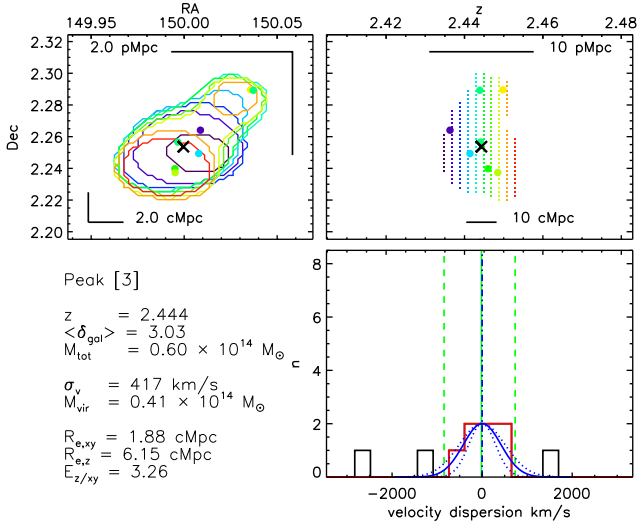 RA
z
149.95 150.00 150.05
2.42 2.44 2.46 2.48
2.32
2.30
2.28
2.26
2.24
2.22
2.20
Dec
2.0 pMpc
2.0 cMpc
10 pMpc
10 cMpc
Peak [3]
z = 2.444
<δgal> = 3.03
Mtot = 0.60 × 10^14 M⊙
σv = 417 km/s
Mvir = 0.41 × 10^14 M⊙
Re,xy = 1.88 cMpc
Re,z = 6.15 cMpc
Ez/xy = 3.26
8
6
4
2
0
n
-2000 0 2000
velocity dispersion km/s